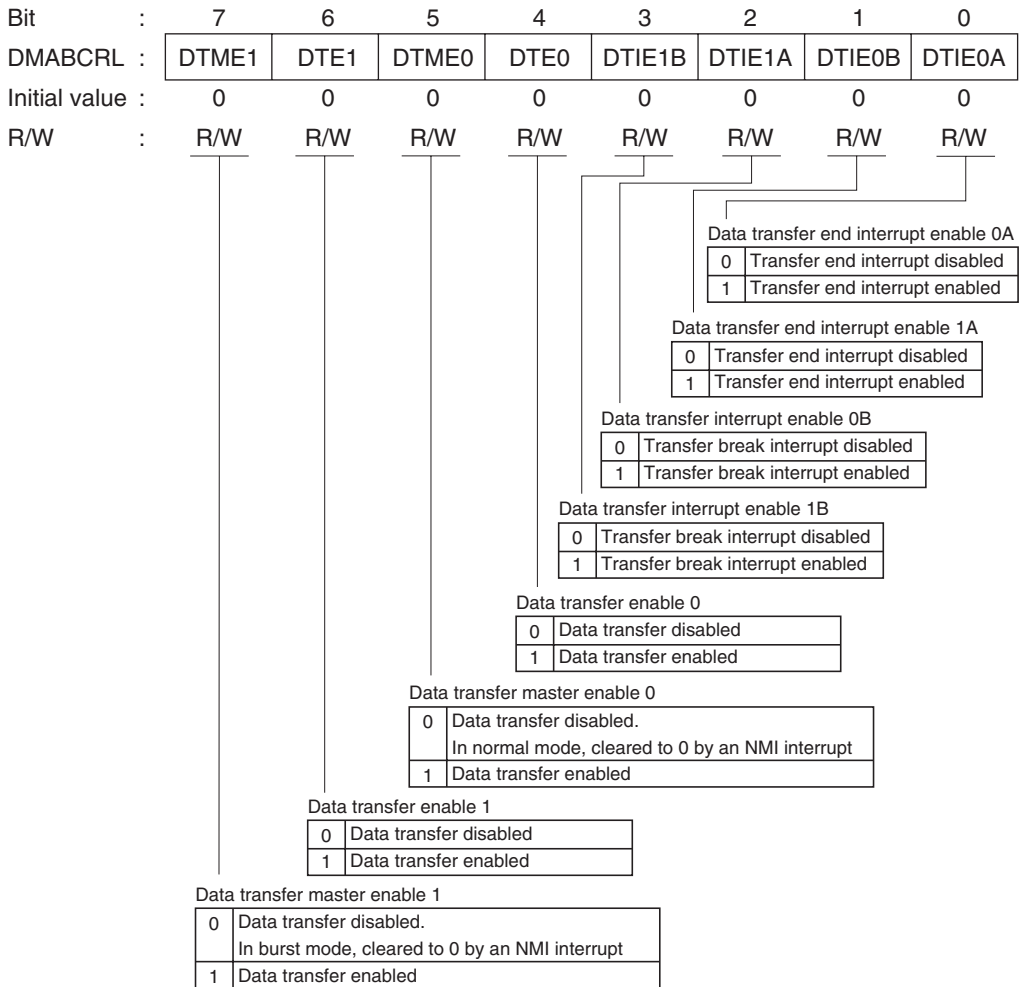 Bit : 7 6 5 4 3 2 1 0
DMABCRL : DTME1 DTE1 DTME0 DTE0 DTIE1B DTIE1A DTIE0B DTIE0A
Initial value : 0 0 0 0 0 0 0 0
R/W : R/W R/W R/W R/W R/W R/W R/W R/W
Data transfer end interrupt enable 0A
0 Transfer end interrupt disabled
1 Transfer end interrupt enabled
Data transfer end interrupt enable 1A
0 Transfer end interrupt disabled
1 Transfer end interrupt enabled
Data transfer interrupt enable 0B
0 Transfer break interrupt disabled
1 Transfer break interrupt enabled
Data transfer interrupt enable 1B
0 Transfer break interrupt disabled
1 Transfer break interrupt enabled
Data transfer enable 0
0 Data transfer disabled
1 Data transfer enabled
Data transfer master enable 0
0 Data transfer disabled.
In normal mode, cleared to 0 by an NMI interrupt
1 Data transfer enabled
Data transfer enable 1
0 Data transfer disabled
1 Data transfer enabled
Data transfer master enable 1
0 Data transfer disabled.
In burst mode, cleared to 0 by an NMI interrupt
1 Data transfer enabled